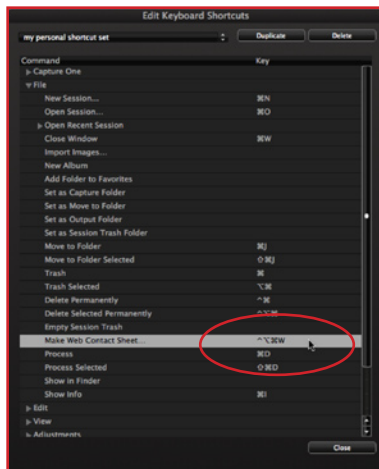 Edit Keyboard Shortcuts
my personal shortcut set Duplicate Delete
Command Key
Capture One
File
New Session... ⌘N
Open Session... ⌘O
Open Recent Session
Close Window ⌘W
Import Images...
New Album
Add Folder to Favorites
Set as Capture Folder
Set as Move to Folder
Set as Output Folder
Set as Session Trash Folder
Move to Folder ⌘J
Move to Folder Selected ⇧⌘J
Trash ⌘
Trash Selected ⌥⌘
Delete Permanently ^⌘
Delete Selected Permanently ^⌥⌘
Empty Session Trash
Make Web Contact Sheet... ^⌥⌘W
Process ⌘D
Process Selected ⇧⌘D
Show in Finder
Show Info ⌘I
Edit
View
Adjustments
Close